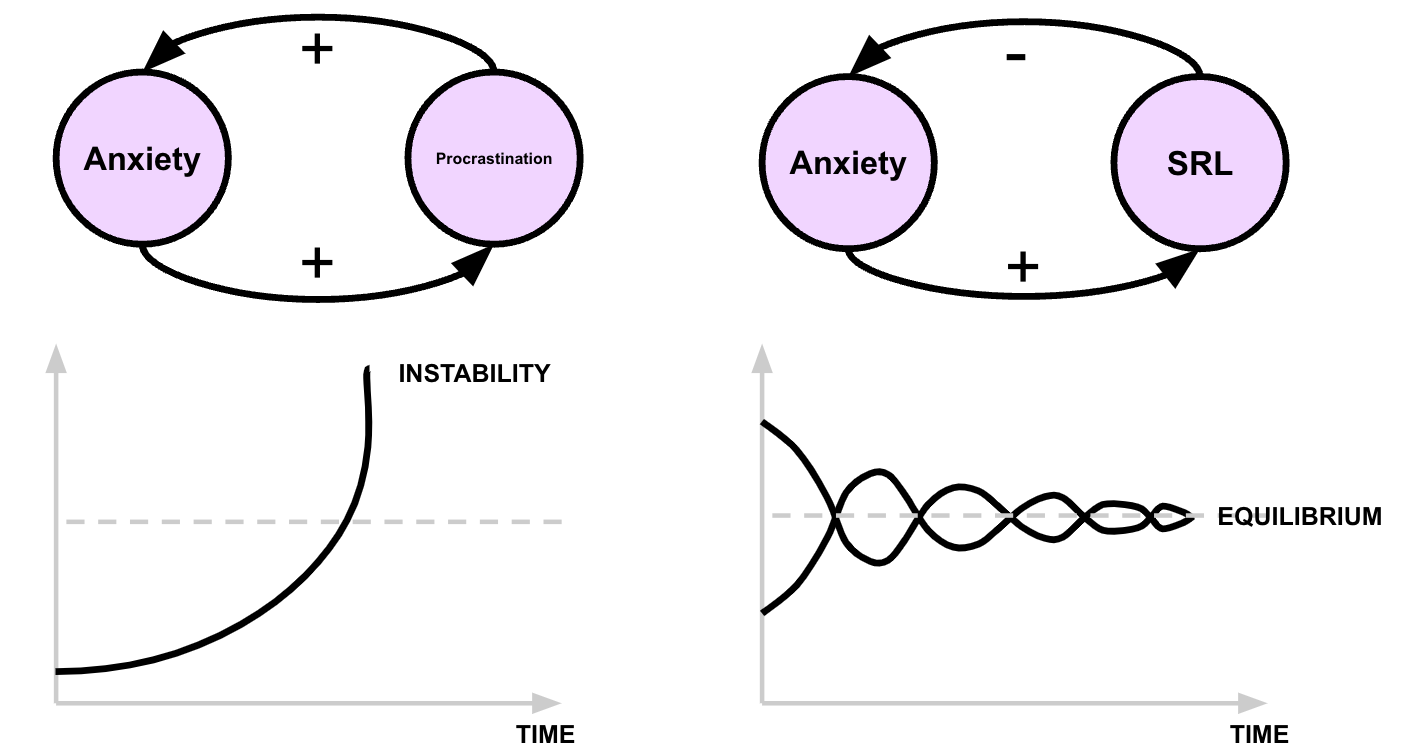 +
Anxiety
Procrastination
+
INSTABILITY
TIME
-
Anxiety
SRL
+
EQUILIBRIUM
TIME